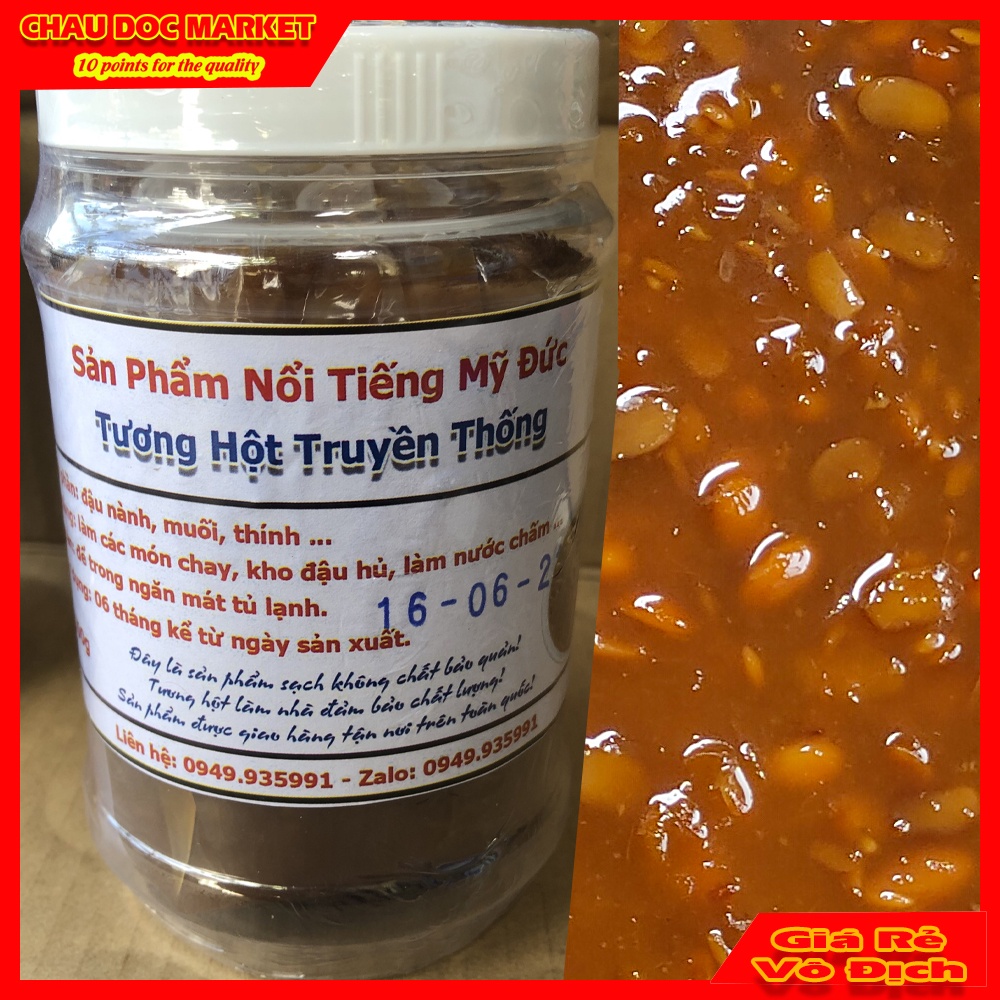 CHAU DOC MARKET
10 points for the quality
Sản Phẩm Nổi Tiếng Mỹ Đức
Tương Hột Truyền Thống
đậu nành, muối, thính ...
làm các món chay, kho đậu hủ, làm nước chấm ...
để trong ngăn mát tủ lạnh.
06 tháng kể từ ngày sản xuất.
16-06-2
Đây là sản phẩm sạch không chất bảo quản!
Tương hột làm nhà đảm bảo chất lượng!
Sản phẩm được giao hàng tận nơi trên toàn quốc!
Liên hệ: 0949.935991 - Zalo: 0949.935991
Giá Rẻ
Vô Địch